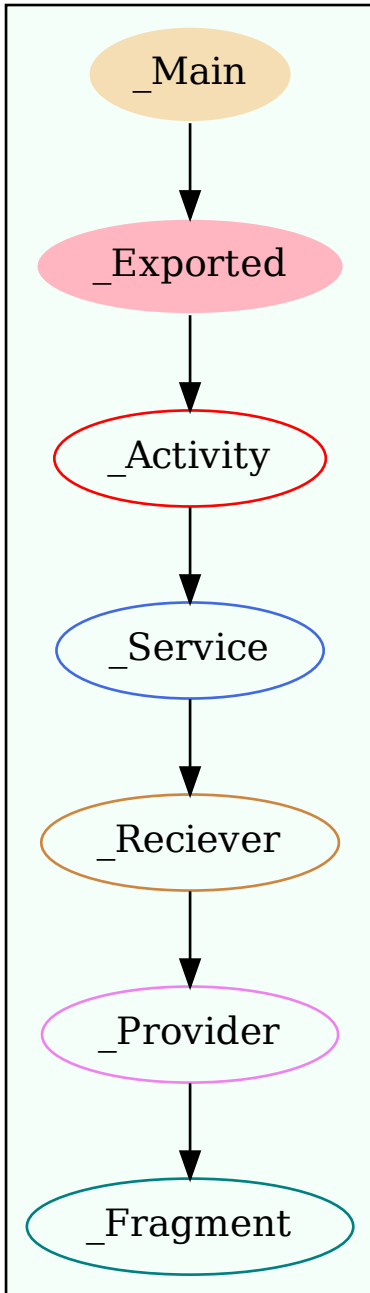 _Main
_Exported
_Activity
_Service
_Reciever
_Provider
_Fragment